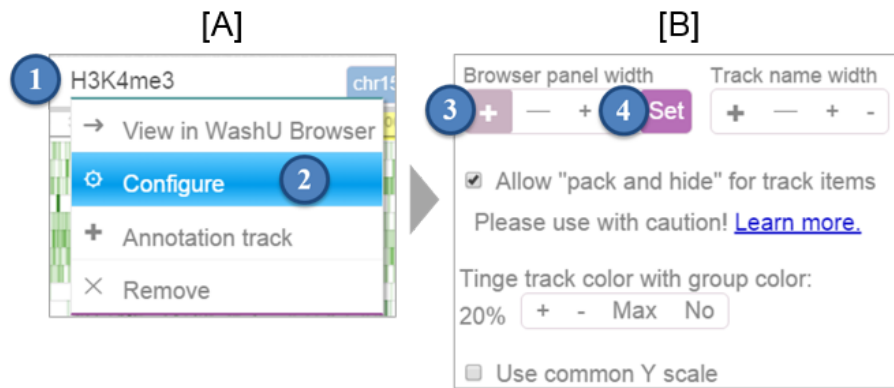 [A]
[B]
1
H3K4me3
chr15
→ View in WashU Browser
Configure
2
+ Annotation track
× Remove
Browser panel width
Track name width
3
+ — +
4
Set
+ — + -
Allow "pack and hide" for track items
Please use with caution! Learn more.
Tinge track color with group color:
20%
+ - Max No
Use common Y scale